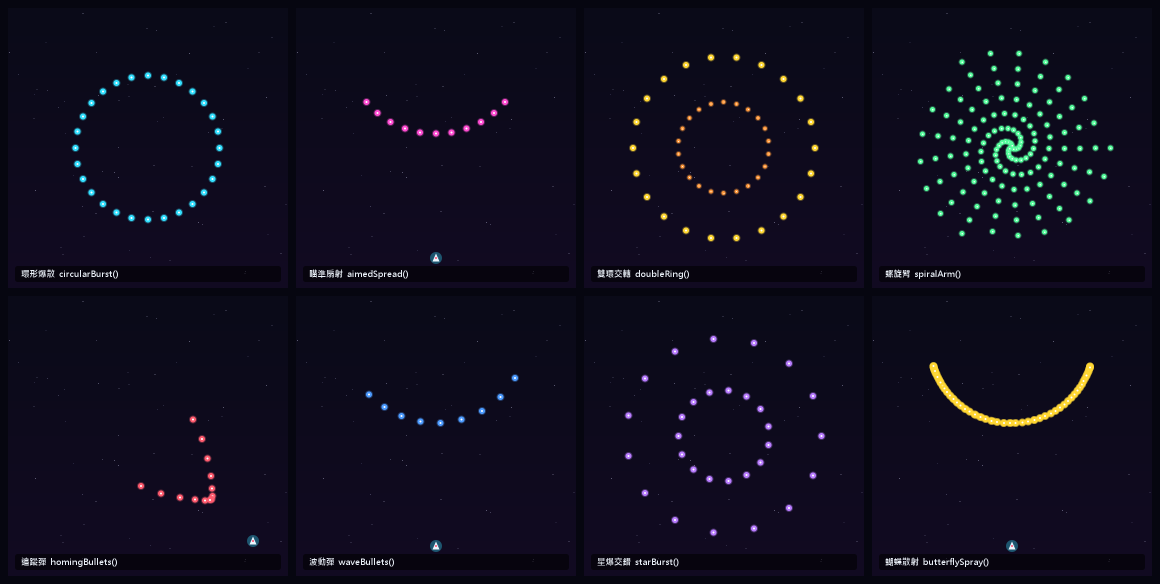 環形爆散 circularBurst()
瞄準扇射 aimedSpread()
雙環交轉 doubleRing()
螺旋臂 spiralArm()
追蹤彈 homingBullets()
波動彈 waveBullets()
星爆交錯 starBurst()
蝴蝶散射 butterflySpray()